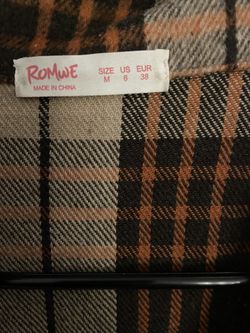 ROMWE
SIZE US EUR
M 6 38
MADE IN CHINA